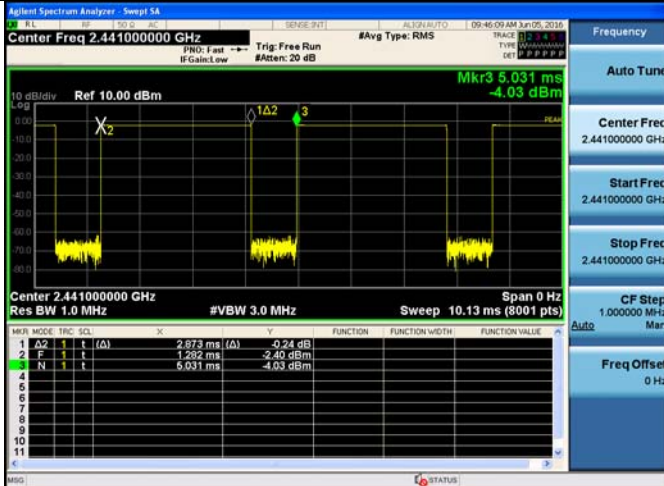 Agilent Spectrum Analyzer - Swept SA
RL RF 50 Ω AC SENSE:INT ALIGN AUTO 09:46:09 AM Jun 05, 2016
Center Freq 2.441000000 GHz #Avg Type: RMS TRACE 1 2 3 4 5 6
PNO: Fast Trig: Free Run TYPE
IFGain:Low #Atten: 20 dB DET P P P P P P
Mkr3 5.031 ms
10 dB/div Ref 10.00 dBm -4.03 dBm
Log
0.00
-10.0
-20.0
-30.0
-40.0
-50.0
-60.0
-70.0
-80.0
X2 1Δ2 3 PEAK
Center 2.441000000 GHz Span 0 Hz
Res BW 1.0 MHz #VBW 3.0 MHz Sweep 10.13 ms (8001 pts)
MKR MODE TRC SCL X Y FUNCTION FUNCTION WIDTH FUNCTION VALUE
1 Δ2 1 t (Δ) 2.873 ms (Δ) -0.24 dB
2 F 1 t 1.282 ms -2.40 dBm
3 N 1 t 5.031 ms -4.03 dBm
4
5
6
7
8
9
10
11
MSG STATUS
Frequency
Auto Tune
Center Freq
2.441000000 GHz
Start Freq
2.441000000 GHz
Stop Freq
2.441000000 GHz
CF Step
1.000000 MHz
Auto Man
Freq Offset
0 Hz